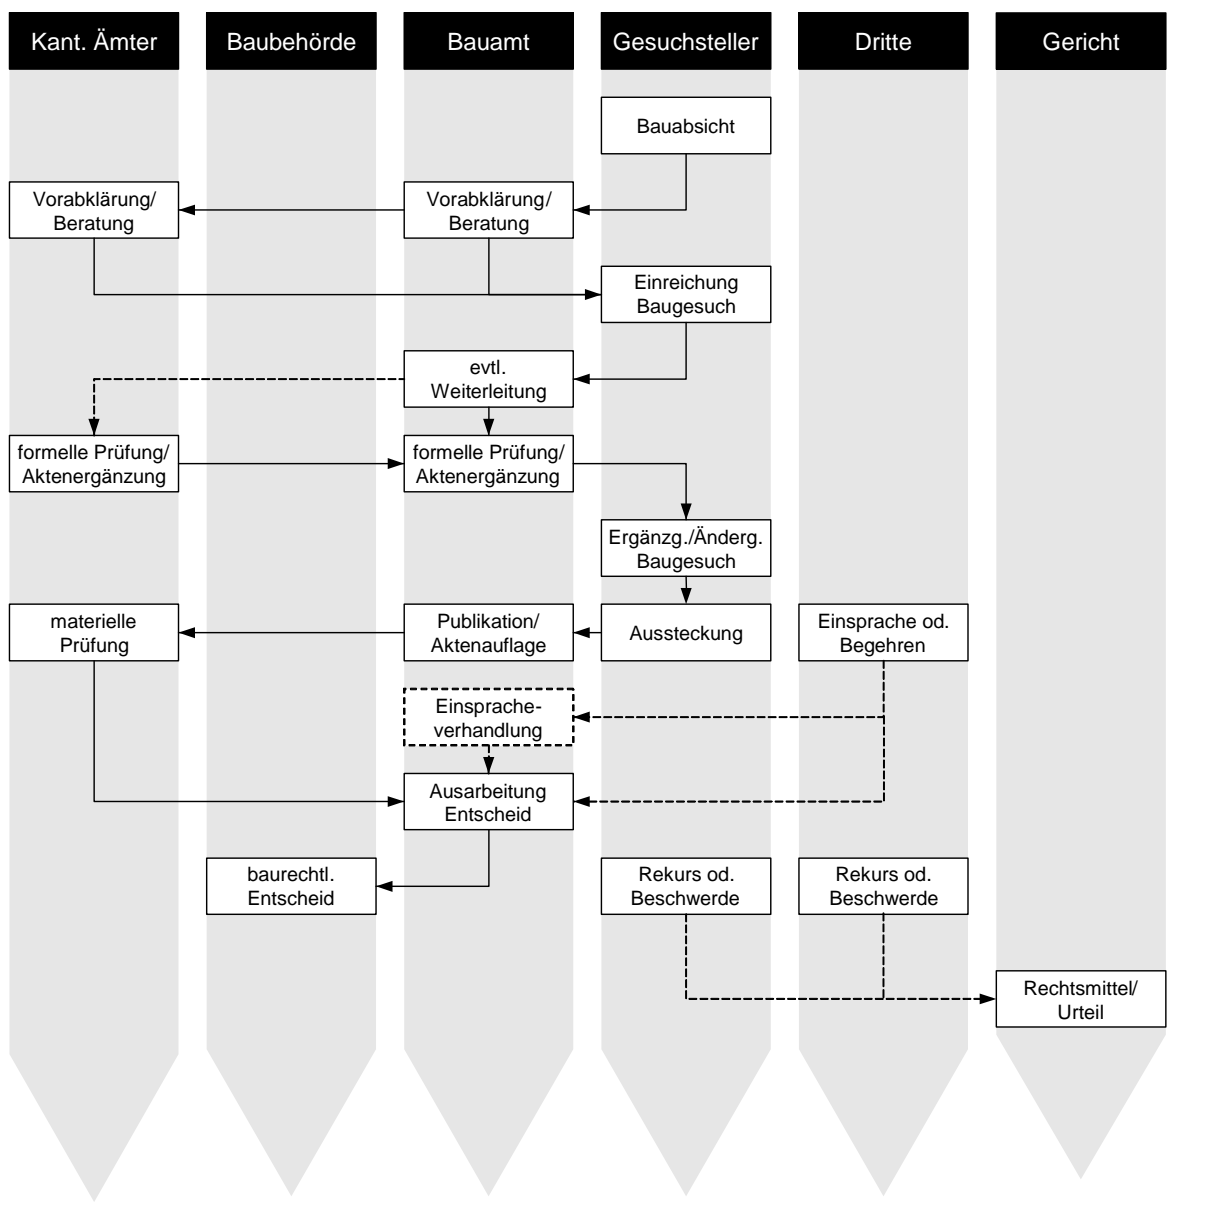 Kant. Ämter
Baubehörde
Bauamt
Gesuchsteller
Dritte
Gericht
Bauabsicht
Vorabklärung/
Beratung
Vorabklärung/
Beratung
Einreichung
Baugesuch
evtl.
Weiterleitung
formelle Prüfung/
Aktenergänzung
formelle Prüfung/
Aktenergänzung
Ergänzg./Änderg.
Baugesuch
materielle
Prüfung
Publikation/
Aktenauflage
Aussteckung
Einsprache od.
Begehren
Einsprache-
verhandlung
Ausarbeitung
Entscheid
baurechtl.
Entscheid
Rekurs od.
Beschwerde
Rekurs od.
Beschwerde
Rechtsmittel/
Urteil